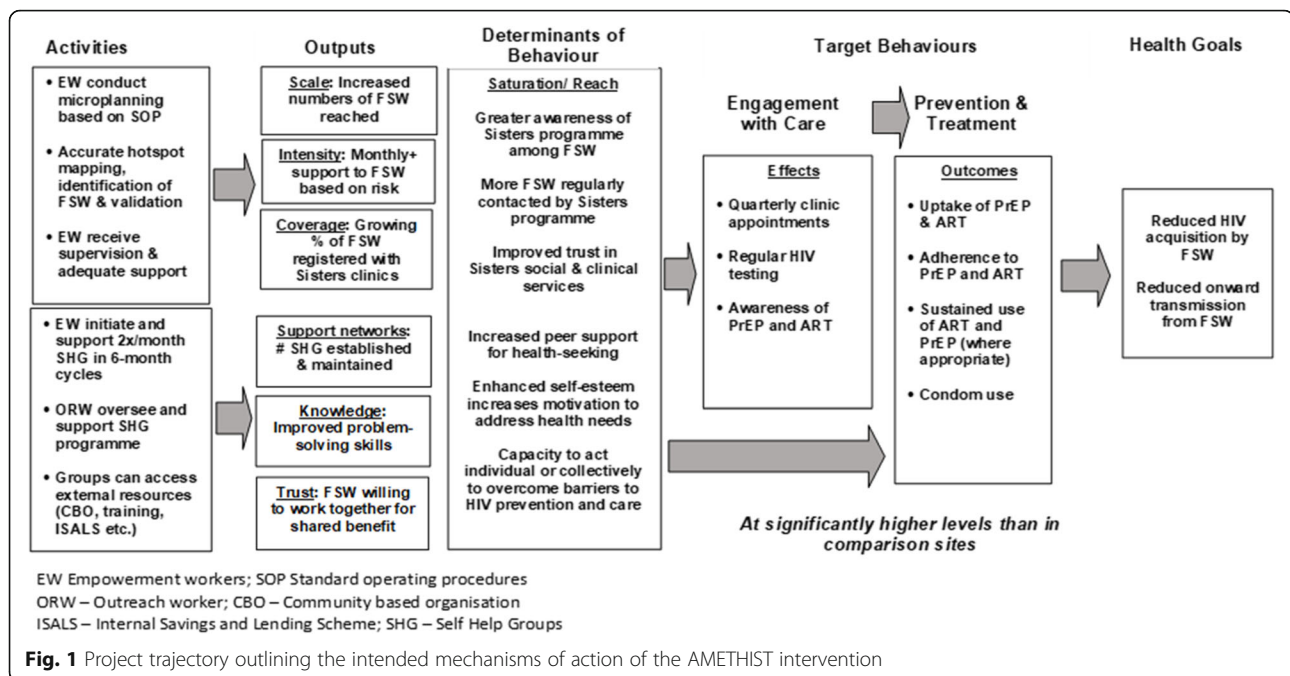 Activities
• EW conduct
microplanning
based on SOP
• Accurate hotspot
mapping,
identification of
FSW & validation
• EW receive
supervision &
adequate support
• EW initiate and
support 2x/month
SHG in 6-month
cycles
• ORW oversee and
support SHG
programme
• Groups can access
external resources
(CBO, training,
ISALS etc.)
Outputs
Scale: Increased
numbers of FSW
reached
Intensity: Monthly+
support to FSW
based on risk
Coverage: Growing
% of FSW
registered with
Sisters clinics
Support networks:
# SHG established
& maintained
Knowledge:
Improved problem-
solving skills
Trust: FSW willing
to work together for
shared benefit
Determinants of
Behaviour
Saturation/ Reach
Greater awareness of
Sisters programme
among FSW
More FSW regularly
contacted by Sisters
programme
Improved trust in
Sisters social & clinical
services
Increased peer support
for health-seeking
Enhanced self-esteem
increases motivation to
address health needs
Capacity to act
individual or collectively
to overcome barriers to
HIV prevention and care
Target Behaviours
Engagement
with Care
Effects
• Quarterly clinic
appointments
• Regular HIV
testing
• Awareness of
PrEP and ART
Prevention &
Treatment
Outcomes
• Uptake of PrEP
& ART
• Adherence to
PrEP and ART
• Sustained use
of ART and
PrEP (where
appropriate)
• Condom use
At significantly higher levels than in
comparison sites
Health Goals
Reduced HIV
acquisition by
FSW
Reduced onward
transmission
from FSW
EW Empowerment workers; SOP Standard operating procedures
ORW – Outreach worker; CBO – Community based organisation
ISALS – Internal Savings and Lending Scheme; SHG – Self Help Groups
Fig. 1 Project trajectory outlining the intended mechanisms of action of the AMETHIST intervention